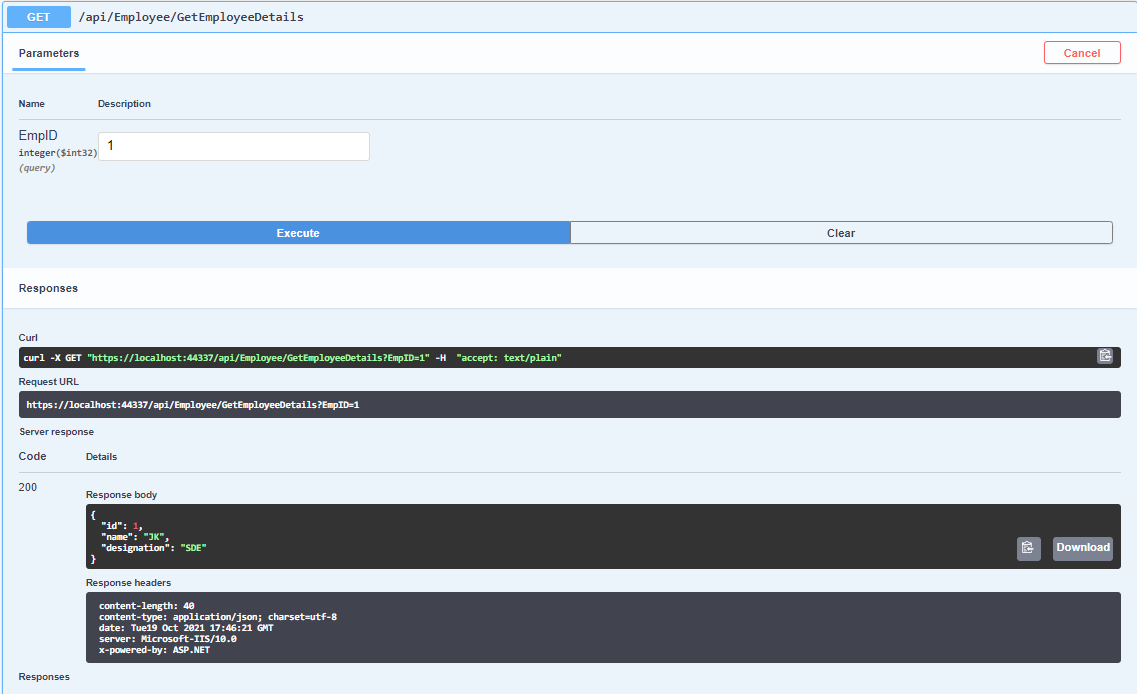 GET /api/Employee/GetEmployeeDetails
Parameters Cancel
Name Description
EmpID
1
integer($int32)
(query)
Execute Clear
Responses
Curl
curl -X GET "https://localhost:44337/api/Employee/GetEmployeeDetails?EmpID=1" -H  "accept: text/plain"
Request URL
https://localhost:44337/api/Employee/GetEmployeeDetails?EmpID=1
Server response
Code Details
200
Response body
{
  "id": 1,
  "name": "JK",
  "designation": "SDE"
}
Download
Response headers
content-length: 40
content-type: application/json; charset=utf-8
date: Tue19 Oct 2021 17:46:21 GMT
server: Microsoft-IIS/10.0
x-powered-by: ASP.NET
Responses